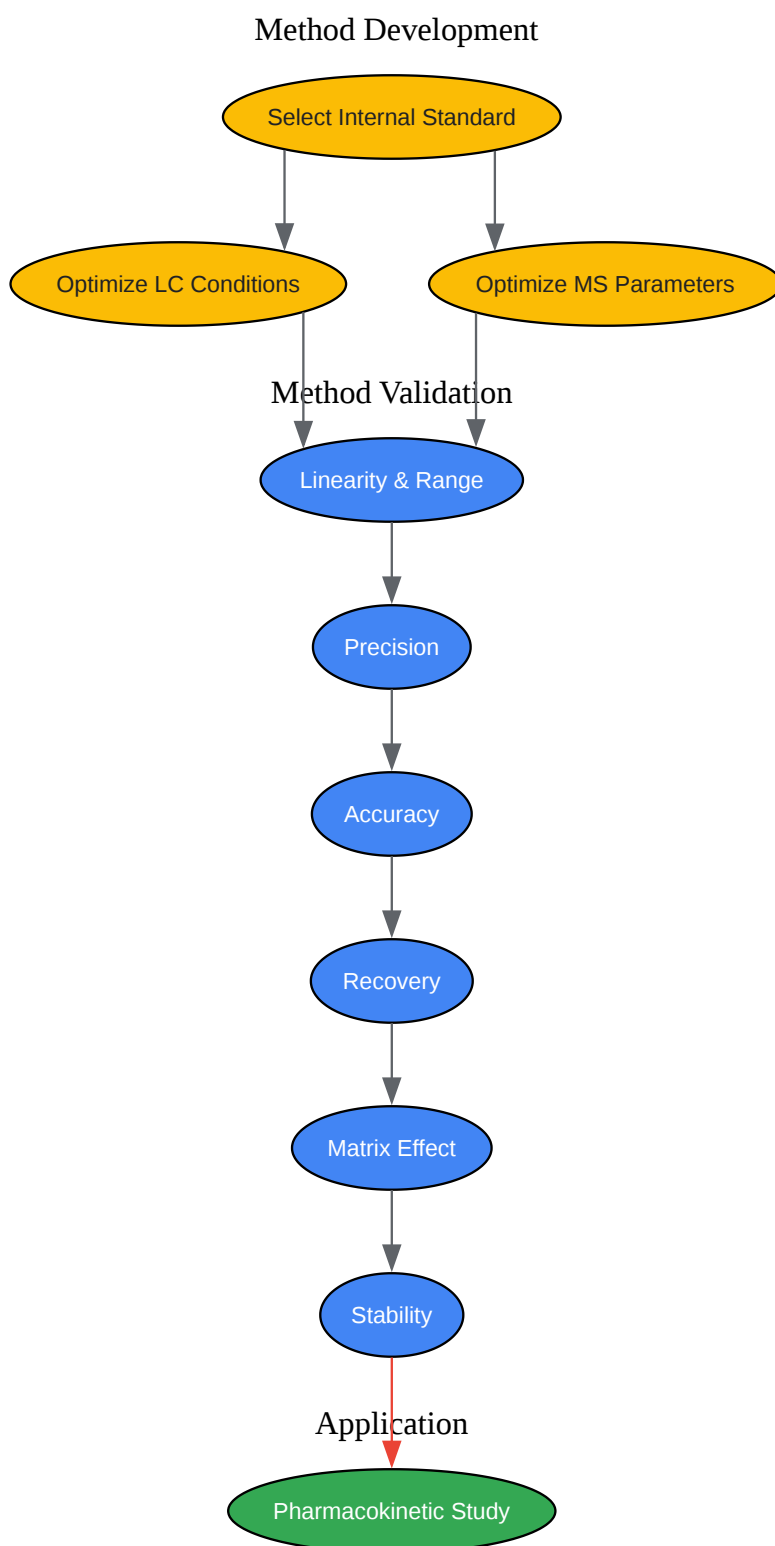 Method Development
Select Internal Standard
Optimize LC Conditions
Optimize MS Parameters
Method Validation
Linearity & Range
Precision
Accuracy
Recovery
Matrix Effect
Stability
Application
Pharmacokinetic Study